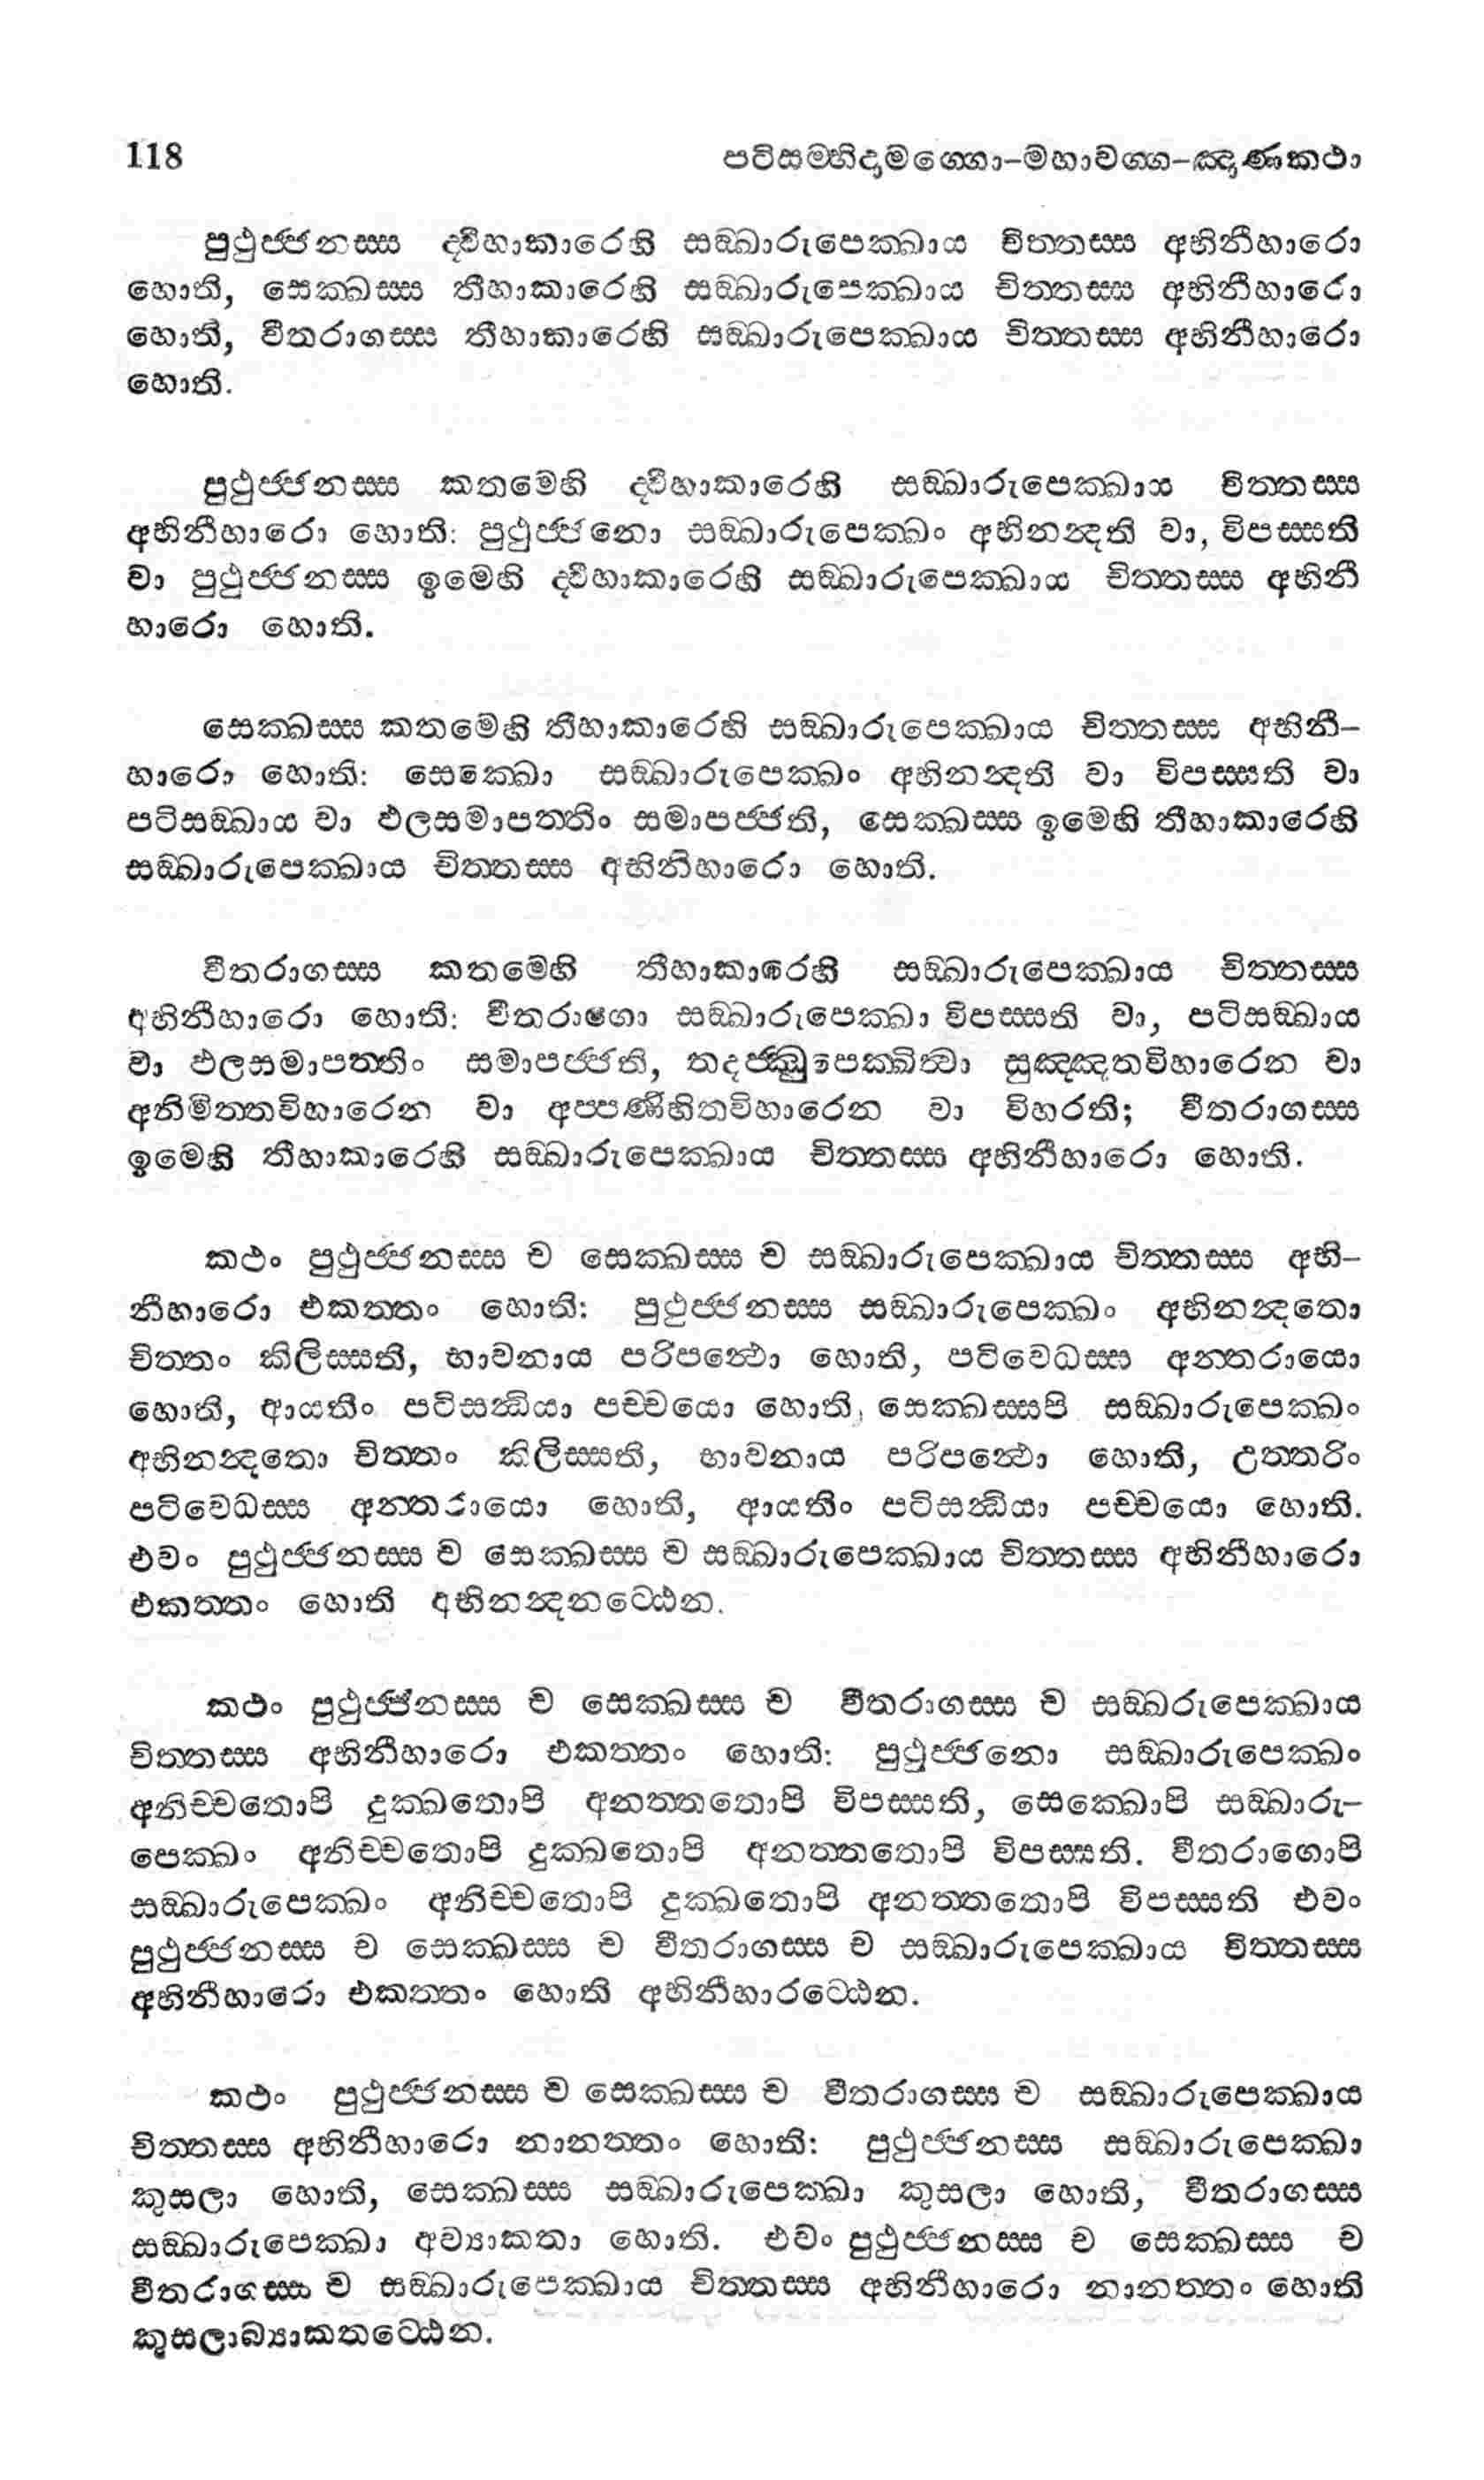 118 පටිසම්භිදාමග්ගො–මහාවග්ග–ඤාණකථා
පුථුජ්ජනස්ස ද්වීහාකාරෙහි සඞ්ඛාරුපෙක්ඛාය චිත්තස්ස අභිනීහාරො
හොති, සෙක්ඛස්ස තීහාකාරෙහි සඞ්ඛාරුපෙක්ඛාය චිත්තස්ස අභිනීහාරො
හොති, වීතරාගස්ස තීහාකාරෙහි සඞ්ඛාරුපෙක්ඛාය චිත්තස්ස අභිනීහාරො
හොති.
පුථුජ්ජනස්ස කතමෙහි ද්වීහාකාරෙහි සඞ්ඛාරුපෙක්ඛාය චිත්තස්ස
අභිනීහාරො හොති: පුථුජ්ජනො සඞ්ඛාරුපෙක්ඛං අභිනන්දති වා, විපස්සති
වා පුථුජ්ජනස්ස ඉමෙහි ද්වීහාකාරෙහි සඞ්ඛාරුපෙක්ඛාය චිත්තස්ස අභිනී
හාරො හොති.
සෙක්ඛස්ස කතමෙහි තීහාකාරෙහි සඞ්ඛාරුපෙක්ඛාය චිත්තස්ස අභිනී–
හාරො හොති: සෙක්ඛො සඞ්ඛාරුපෙක්ඛං අභිනන්දති වා විපස්සති වා
පටිසඞ්ඛාය වා ඵලසමාපත්තිං සමාපජ්ජති, සෙක්ඛස්ස ඉමෙහි තීහාකාරෙහි
සඞ්ඛාරුපෙක්ඛාය චිත්තස්ස අභිනිහාරො හොති.
වීතරාගස්ස කතමෙහි තීහාකාරෙහි සඞ්ඛාරුපෙක්ඛාය චිත්තස්ස
අභිනීහාරො හොති: වීතරාගො සඞ්ඛාරුපෙක්ඛා විපස්සති වා, පටිසඞ්ඛාය
වා ඵලසමාපත්තිං සමාපජ්ජති, තදජ්ඣුපෙක්ඛිත්වා සුඤ්ඤතවිහාරෙන වා
අනිමිත්තවිහාරෙන වා අප්පණිහිතවිහාරෙන වා විහරති; වීතරාගස්ස
ඉමෙහි තීහාකාරෙහි සඞ්ඛාරුපෙක්ඛාය චිත්තස්ස අභිනීහාරො හොති.
කථං පුථුජ්ජනස්ස ච සෙක්ඛස්ස ච සඞ්ඛාරුපෙක්ඛාය චිත්තස්ස අභි–
නීහාරො එකත්තං හොති: පුථුජ්ජනස්ස සඞ්ඛාරුපෙක්ඛං අභිනන්දතො
චිත්තං කිලිස්සති, භාවනාය පරිපන්ථො හොති, පටිවෙධස්ස අන්තරායො
හොති, ආයතිං පටිසන්ධියා පච්චයො හොති, සෙක්ඛස්සපි සඞ්ඛාරුපෙක්ඛං
අභිනන්දතො චිත්තං කිලිස්සති, භාවනාය පරිපන්ථො හොති, උත්තරිං
පටිවෙධස්ස අන්තරායො හොති, ආයතිං පටිසන්ධියා පච්චයො හොති.
එවං පුථුජ්ජනස්ස ච සෙක්ඛස්ස ච සඞ්ඛාරුපෙක්ඛාය චිත්තස්ස අභිනීහාරො
එකත්තං හොති අභිනන්දනට්ඨෙන.
කථං පුථුජ්ජනස්ස ච සෙක්ඛස්ස ච වීතරාගස්ස ච සඞ්ඛරුපෙක්ඛාය
චිත්තස්ස අභිනීහාරො එකත්තං හොති: පුථුජ්ජනො සඞ්ඛාරුපෙක්ඛං
අනිච්චතොපි දුක්ඛතොපි අනත්තතොපි විපස්සති, සෙක්ඛොපි සඞ්ඛාරු–
පෙක්ඛං අනිච්චතොපි දුක්ඛතොපි අනත්තතොපි විපස්සති. වීතරාගොපි
සඞ්ඛාරුපෙක්ඛං අනිච්චතොපි දුක්ඛතොපි අනත්තතොපි විපස්සති එවං
පුථුජ්ජනස්ස ච සෙක්ඛස්ස ච වීතරාගස්ස ච සඞ්ඛාරුපෙක්ඛාය චිත්තස්ස
අභිනීහාරො එකත්තං හොති අභිනීහාරට්ඨෙන.
කථං පුථුජ්ජනස්ස ච සෙක්ඛස්ස ච වීතරාගස්ස ච සඞ්ඛාරුපෙක්ඛාය
චිත්තස්ස අභිනීහාරො නානත්තං හොති: පුථුජ්ජනස්ස සඞ්ඛාරුපෙක්ඛා
කුසලා හොති, සෙක්ඛස්ස සඞ්ඛාරුපෙක්ඛා කුසලා හොති, වීතරාගස්ස
සඞ්ඛාරුපෙක්ඛා අව්‍යාකතා හොති. එවං පුථුජ්ජනස්ස ච සෙක්ඛස්ස ච
වීතරාගස්ස ච සඞ්ඛාරුපෙක්ඛාය චිත්තස්ස අභිනීහාරො නානත්තං හොති
කුසලාබ්‍යාකතට්ඨෙන.